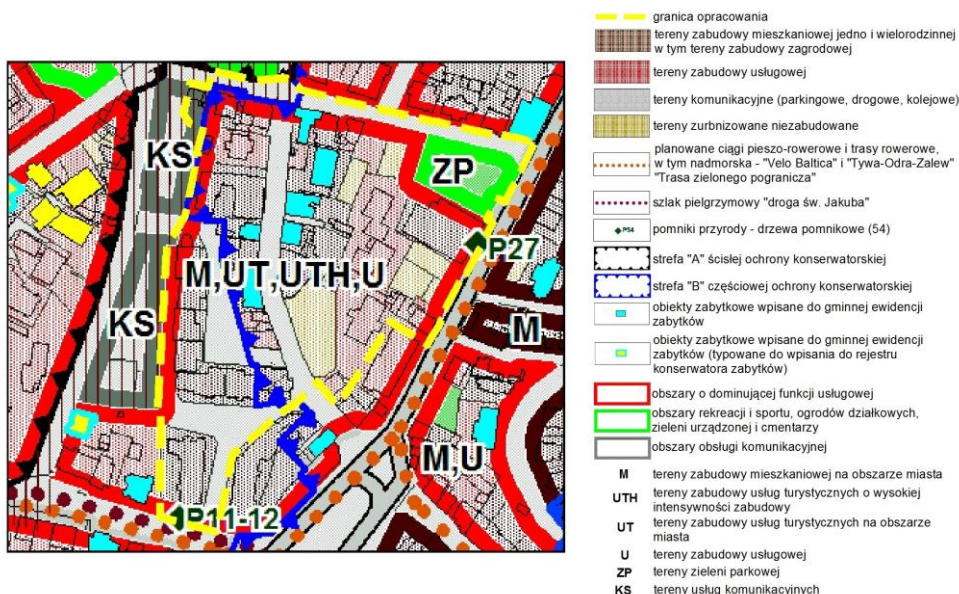 KS
ZP
P27
M,UT,UTH,U
KS
M
M,U
P11-12
granica opracowania
tereny zabudowy mieszkaniowej jedno i wielorodzinnej
w tym tereny zabudowy zagrodowej
tereny zabudowy usługowej
tereny komunikacyjne (parkingowe, drogowe, kolejowe)
tereny zurbnizowane niezabudowane
planowane ciągi pieszo-rowerowe i trasy rowerowe,
w tym nadmorska - "Velo Baltica" i "Tywa-Odra-Zalew"
"Trasa zielonego pogranicza"
szlak pielgrzymowy "droga św. Jakuba"
P54 pomniki przyrody - drzewa pomnikowe (54)
strefa "A" ścisłej ochrony konserwatorskiej
strefa "B" częściowej ochrony konserwatorskiej
obiekty zabytkowe wpisane do gminnej ewidencji
zabytków
obiekty zabytkowe wpisane do gminnej ewidencji
zabytków (typowane do wpisania do rejestru
konserwatora zabytków)
obszary o dominującej funkcji usługowej
obszary rekreacji i sportu, ogrodów działkowych,
zieleni urządzonej i cmentarzy
obszary obsługi komunikacyjnej
M tereny zabudowy mieszkaniowej na obszarze miasta
UTH tereny zabudowy usług turystycznych o wysokiej
intensywności zabudowy
UT tereny zabudowy usług turystycznych na obszarze
miasta
U tereny zabudowy usługowej
ZP tereny zieleni parkowej
KS tereny usług komunikacyjnych